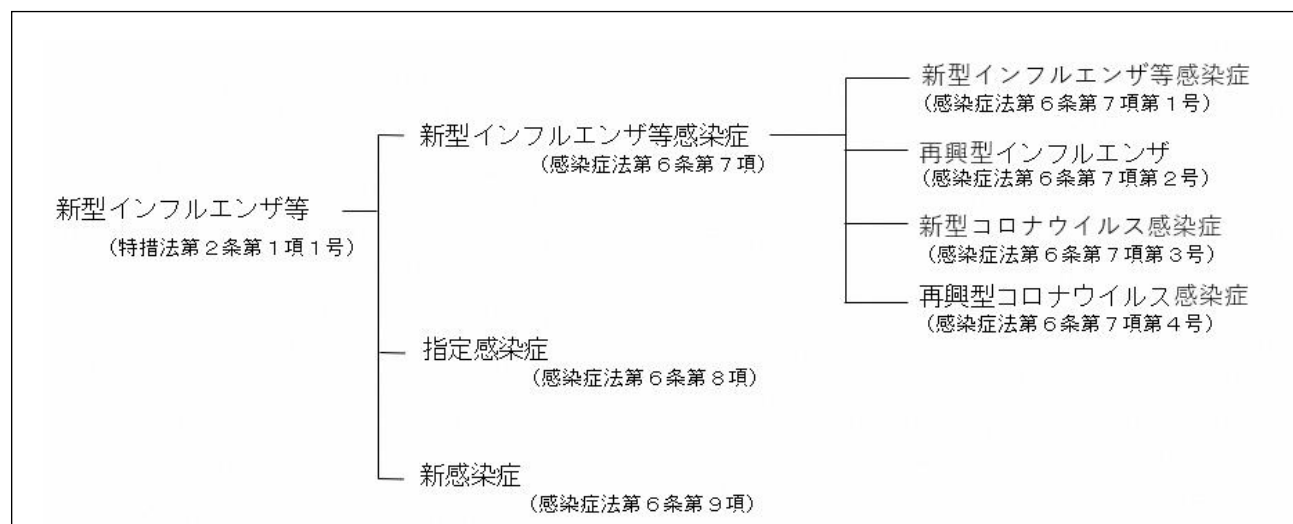 新型インフルエンザ等
(特措法第２条第１項１号)
新型インフルエンザ等感染症
(感染症法第６条第７項)
新型インフルエンザ等感染症
(感染症法第６条第７項第１号)
再興型インフルエンザ
(感染症法第６条第７項第２号)
新型コロナウイルス感染症
(感染症法第６条第７項第３号)
再興型コロナウイルス感染症
(感染症法第６条第７項第４号)
指定感染症
(感染症法第６条第８項)
新感染症
(感染症法第６条第９項)